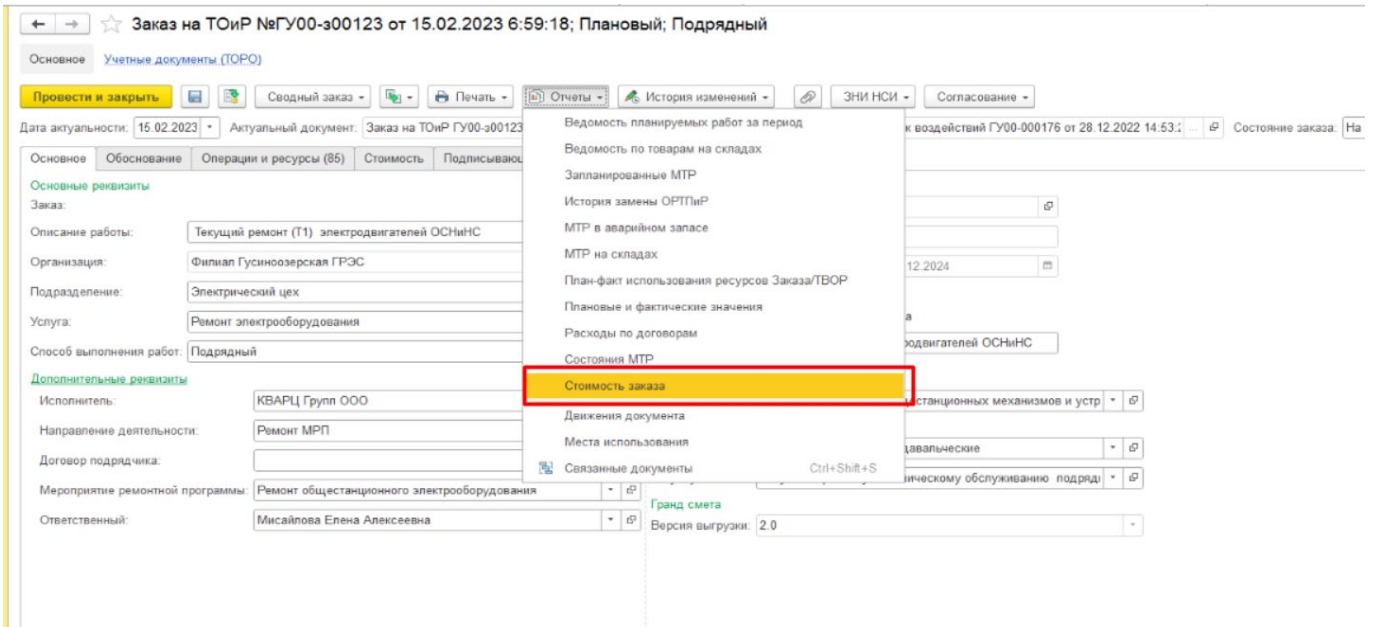 Заказ на ТОиР №ГУ00-з00123 от 15.02.2023 6:59:18; Плановый; Подрядный
Основное Учетные документы (ТОРО)
Провести и закрыть Сводный заказ Печать Отчеты История изменений ЗНИ НСИ Согласование
Дата актуальности: 15.02.2023 Актуальный документ: Заказ на ТОиР ГУ00-з00123 к воздействий ГУ00-000176 от 28.12.2022 14:53:2 Состояние заказа: На
Основное Обоснование Операции и ресурсы (85) Стоимость Подписывающ
Ведомость планируемых работ за период
Ведомость по товарам на складах
Запланированные МТР
История замены ОРТПиР
МТР в аварийном запасе
МТР на складах
План-факт использования ресурсов Заказа/ТВОР
Плановые и фактические значения
Расходы по договорам
Состояния МТР
Стоимость заказа
Движения документа
Места использования
Связанные документы Ctrl+Shift+S
Основные реквизиты
Заказ:
Описание работы: Текущий ремонт (Т1) электродвигателей ОСНиНС
Организация: Филиал Гусиноозерская ГРЭС
12.2024
Подразделение: Электрический цех
Услуга: Ремонт электрооборудования
а
Способ выполнения работ: Подрядный
родвигателей ОСНиНС
Дополнительные реквизиты
Исполнитель: КВАРЦ Групп ООО
естанционных механизмов и устр
Направление деятельности: Ремонт МРП
Договор подрядчика:
давальческие
Мероприятие ремонтной программы: Ремонт общестанционного электрооборудования
ническому обслуживанию подряд
Гранд смета
Ответственный: Мисайлова Елена Алексеевна
Версия выгрузки: 2.0